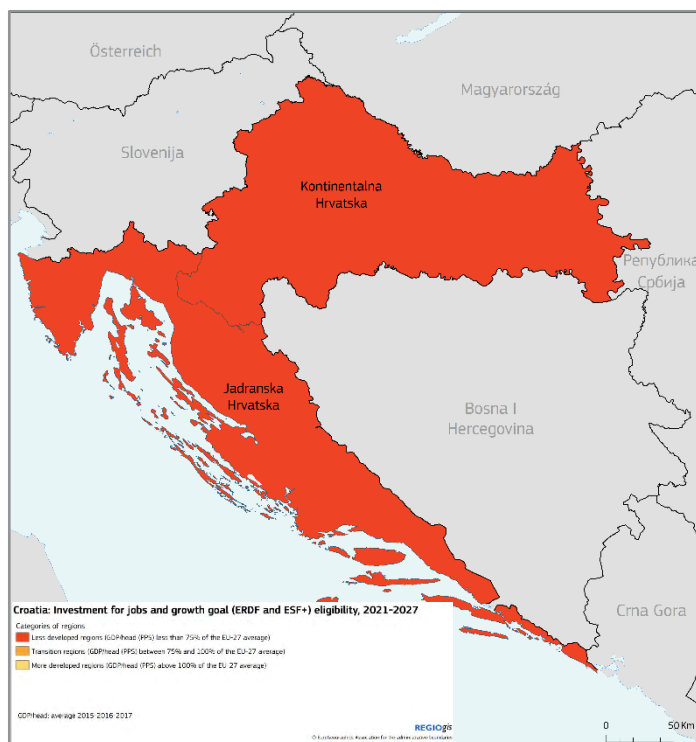 Österreich
Magyarország
Slovenija
Kontinentalna
Hrvatska
Република
Србија
Jadranska
Hrvatska
Bosna I
Hercegovina
Crna Gora
Croatia: Investment for jobs and growth goal (ERDF and ESF+) eligibility, 2021-2027
Categories of regions
Less developed regions (GDP/head (PPS) less than 75% of the EU-27 average)
Transition regions (GDP/head (PPS) between 75% and 100% of the EU-27 average)
More developed regions (GDP/head (PPS) above 100% of the EU-27 average)
GDP/head: average 2015-2016-2017
REGIOgis
0 50 Km
for the administrative boundaries